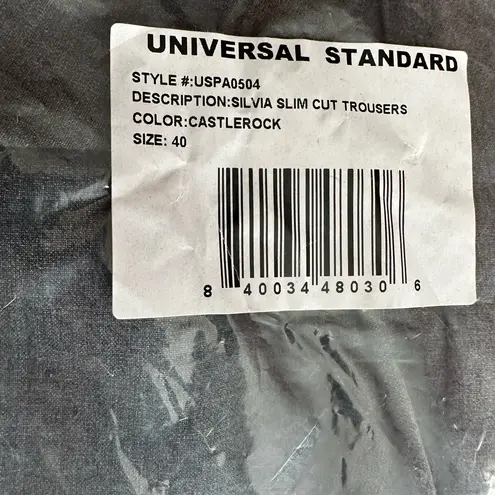 UNIVERSAL STANDARD
STYLE #:USPA0504
DESCRIPTION:SILVIA SLIM CUT TROUSERS
COLOR:CASTLEROCK
SIZE: 40
8 40034 48030 6